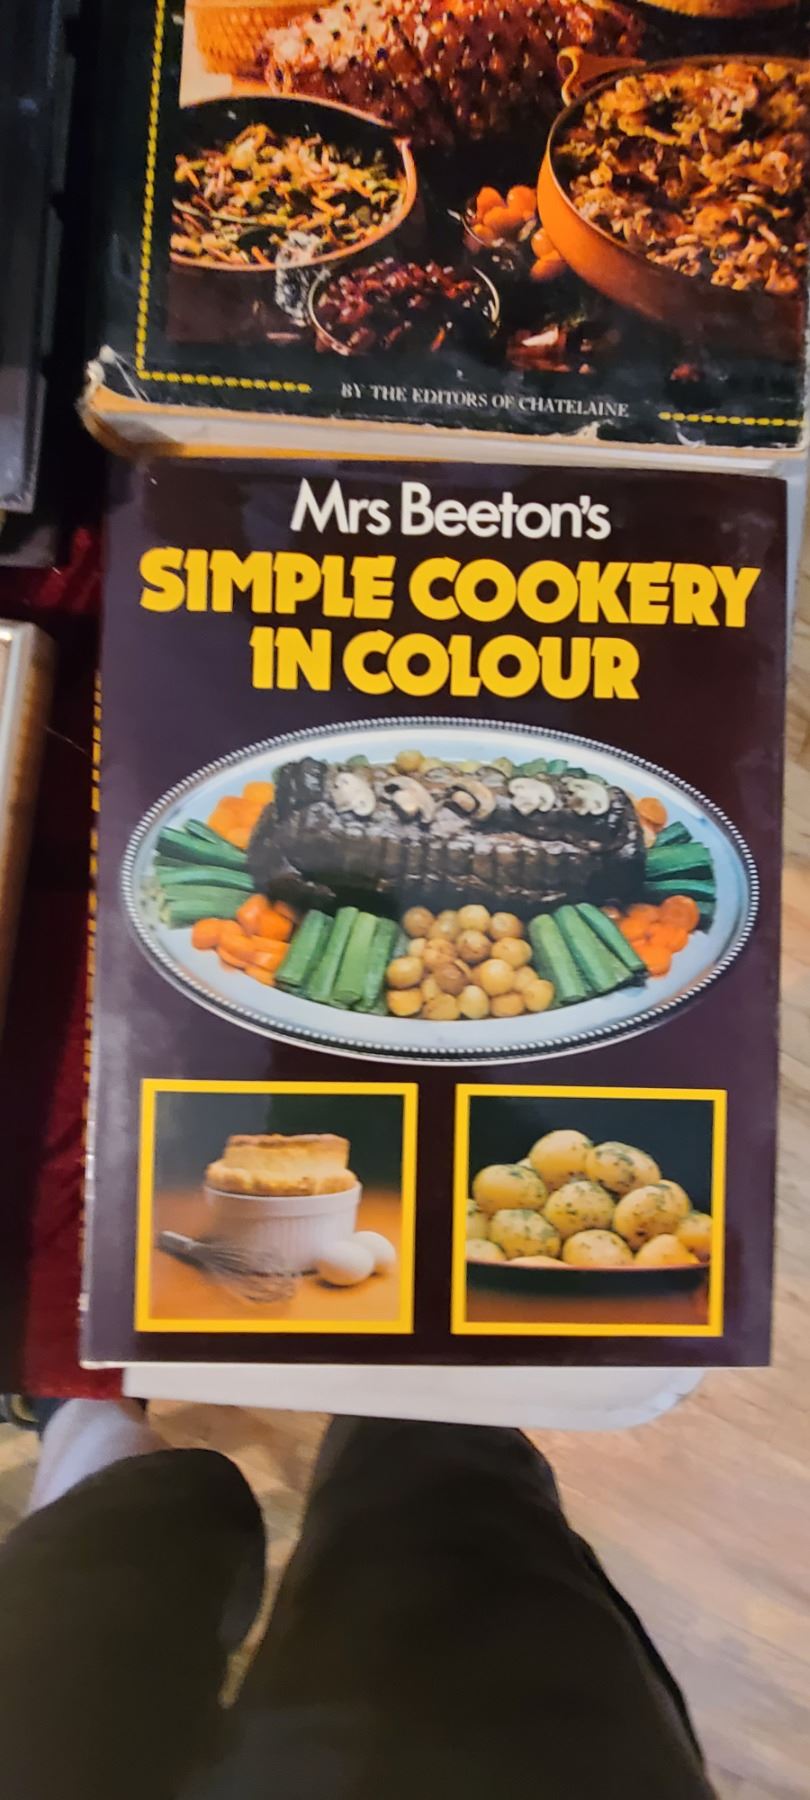 BY THE EDITORS OF CHATELAINE
Mrs Beeton's
SIMPLE COOKERY
IN COLOUR